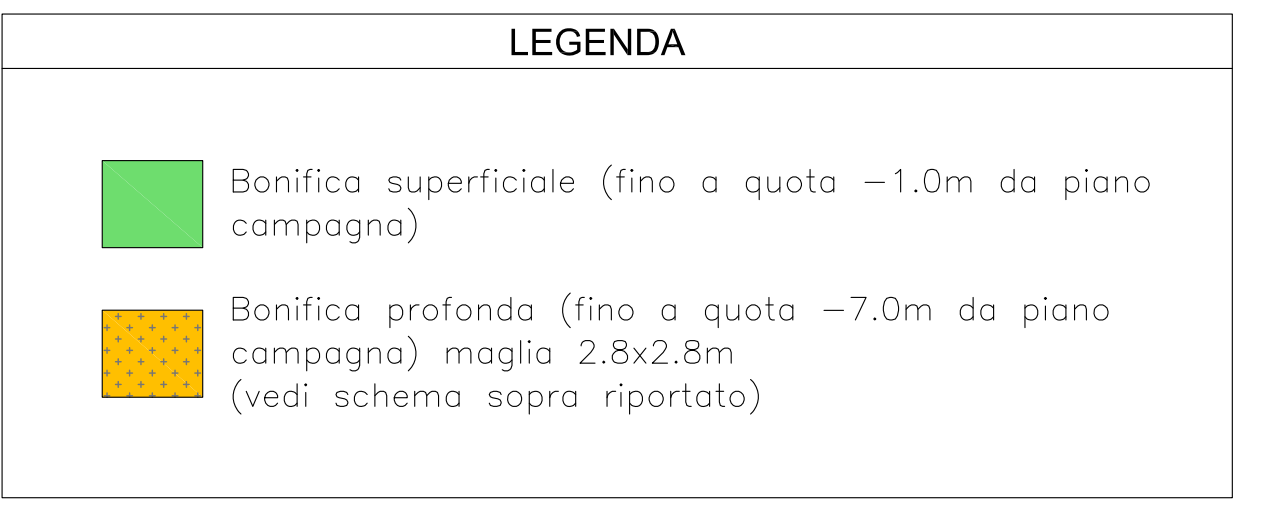 LEGENDA
Bonifica superficiale (fino a quota −1.0m da piano
campagna)
Bonifica profonda (fino a quota −7.0m da piano
campagna) maglia 2.8x2.8m
(vedi schema sopra riportato)